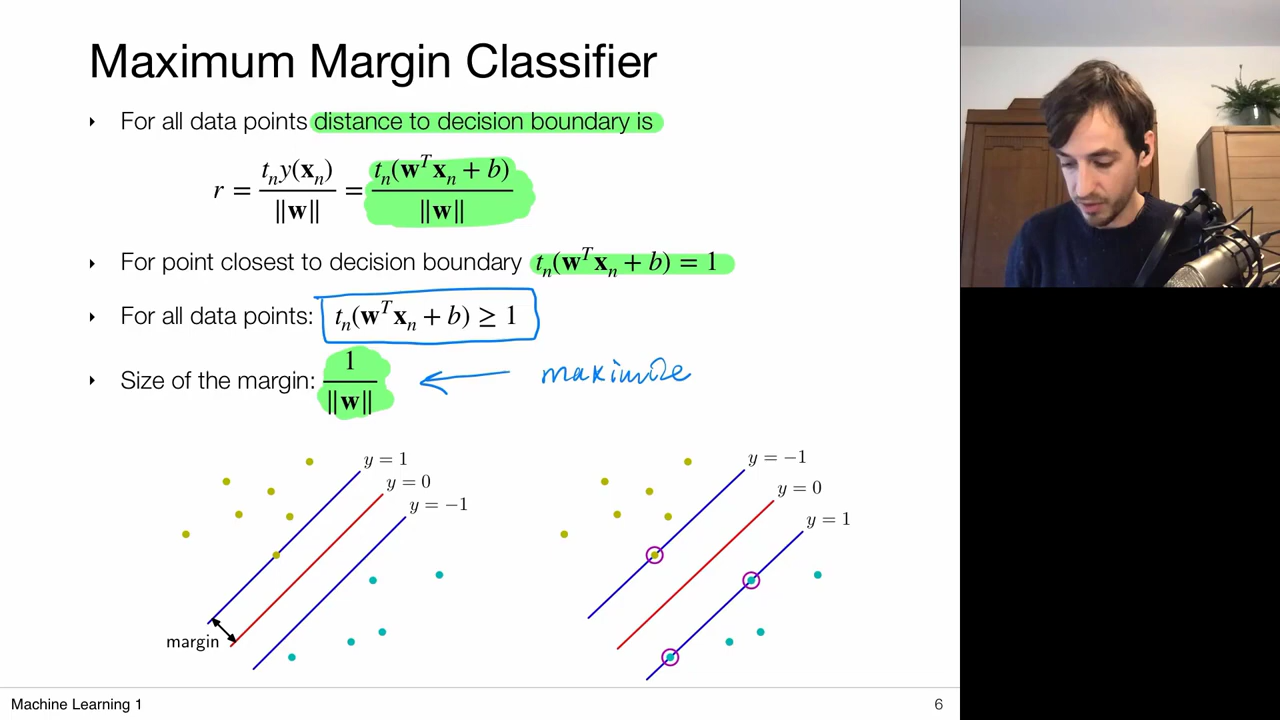 Maximum Margin Classifier
‣ For all data points distance to decision boundary is
r = tₙy(𝐱ₙ) / ‖𝐰‖ = tₙ(𝐰ᵀ𝐱ₙ + b) / ‖𝐰‖
‣ For point closest to decision boundary tₙ(𝐰ᵀ𝐱ₙ + b) = 1
‣ For all data points: tₙ(𝐰ᵀ𝐱ₙ + b) ≥ 1
‣ Size of the margin: 1 / ‖𝐰‖ ← maximize
y = 1
y = 0
y = −1
margin
y = −1
y = 0
y = 1
Machine Learning 1
6